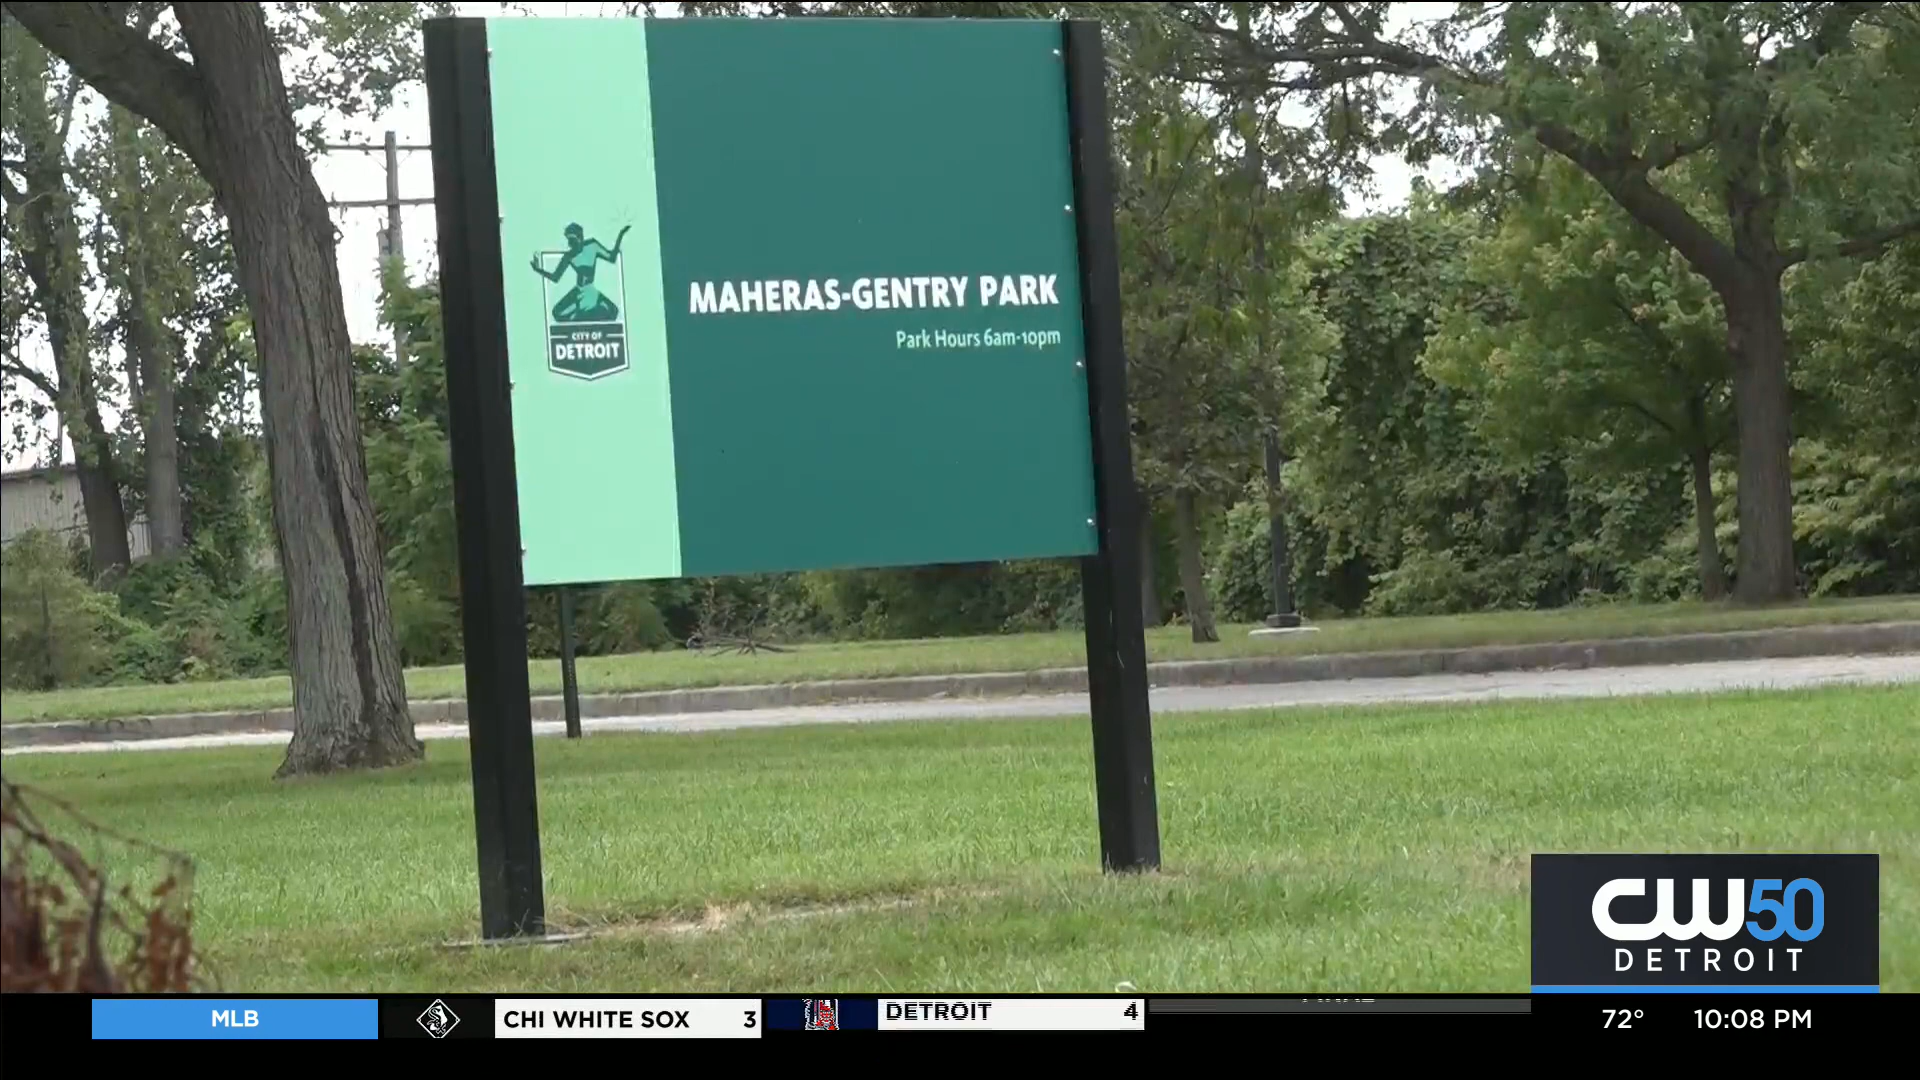 MAHERAS-GENTRY PARK
Park Hours 6am-10pm
CITY OF
DETROIT
CW50
DETROIT
MLB
CHI WHITE SOX 3
DETROIT 4
72° 10:08 PM